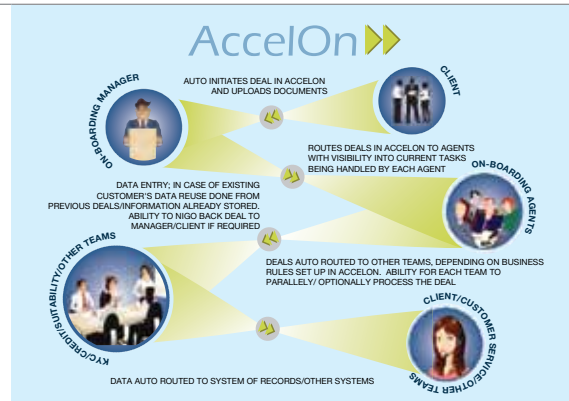 AccelOn
ON-BOARDING MANAGER
AUTO INITIATES DEAL IN ACCELON
AND UPLOADS DOCUMENTS
CLIENT
ROUTES DEALS IN ACCELON TO AGENTS
WITH VISIBILITY INTO CURRENT TASKS
BEING HANDLED BY EACH AGENT
ON-BOARDING AGENTS
DATA ENTRY; IN CASE OF EXISTING
CUSTOMER'S DATA REUSE DONE FROM
PREVIOUS DEALS/INFORMATION ALREADY STORED.
ABILITY TO NIGO BACK DEAL TO
MANAGER/CLIENT IF REQUIRED
KYC/CREDIT/SUITABILITY/OTHER TEAMS
DEALS AUTO ROUTED TO OTHER TEAMS, DEPENDING ON BUSINESS
RULES SET UP IN ACCELON. ABILITY FOR EACH TEAM TO
PARALLELY/ OPTIONALLY PROCESS THE DEAL
CLIENT/CUSTOMER SERVICE/OTHER TEAMS
DATA AUTO ROUTED TO SYSTEM OF RECORDS/OTHER SYSTEMS